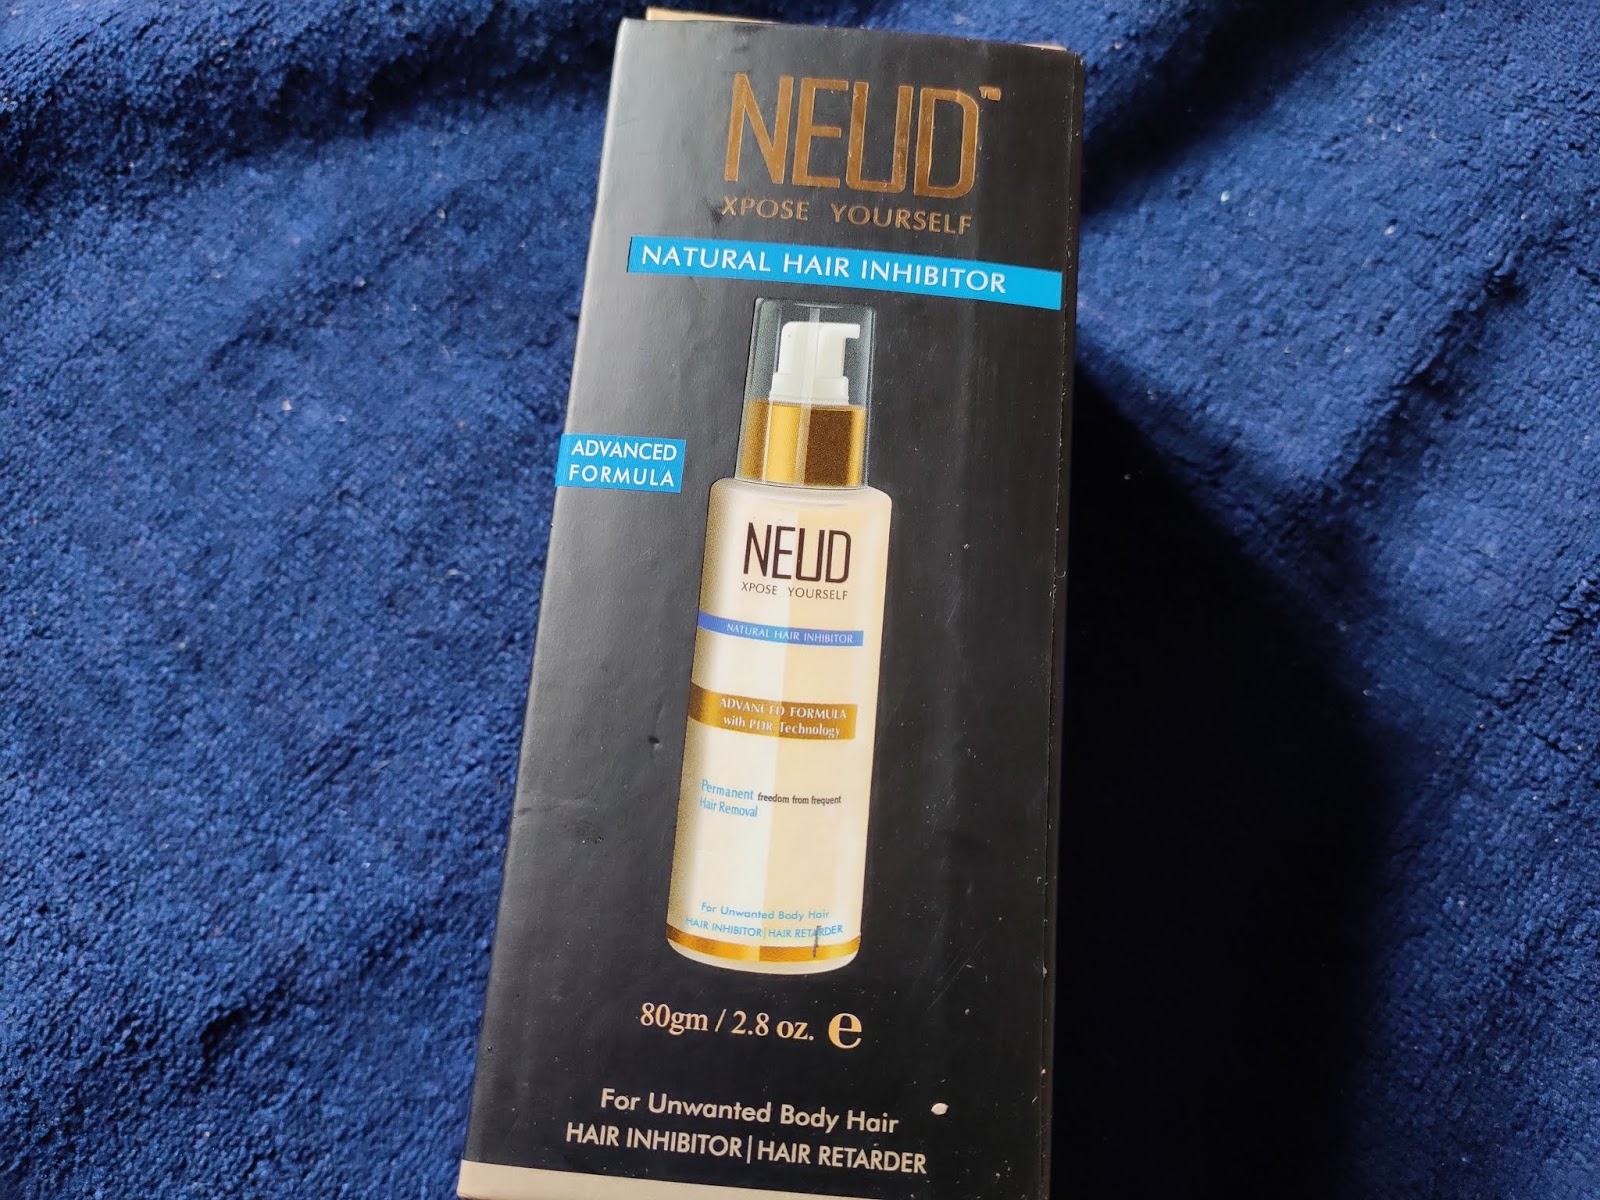 NEUD™
XPOSE YOURSELF
NATURAL HAIR INHIBITOR
ADVANCED
FORMULA
NEUD
XPOSE YOURSELF
NATURAL HAIR INHIBITOR
ADVANCED FORMULA
with PDR Technology
Permanent freedom from frequent
Hair Removal
For Unwanted Body Hair
HAIR INHIBITOR|HAIR RETARDER
80gm / 2.8 oz. ℮
For Unwanted Body Hair
HAIR INHIBITOR|HAIR RETARDER